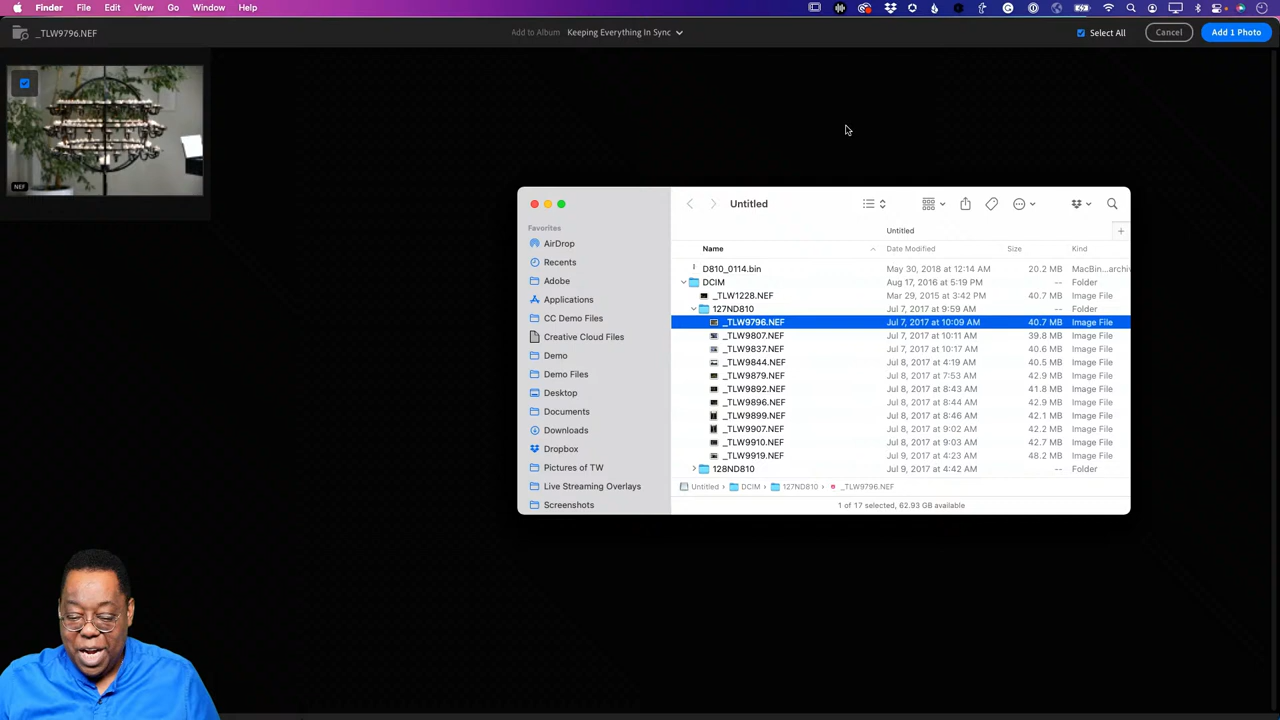 Finder File Edit View Go Window Help
_TLW9796.NEF Add to Album Keeping Everything In Sync Select All Cancel Add 1 Photo
NEF
Untitled
Favorites
AirDrop
Recents
Adobe
Applications
CC Demo Files
Creative Cloud Files
Demo
Demo Files
Desktop
Documents
Downloads
Dropbox
Pictures of TW
Live Streaming Overlays
Screenshots
Untitled
Name Date Modified Size Kind
D810_0114.bin May 30, 2018 at 12:14 AM 20.2 MB MacBin...archiv
DCIM Aug 17, 2016 at 5:19 PM -- Folder
_TLW1228.NEF Mar 29, 2015 at 3:42 PM 40.7 MB Image File
127ND810 Jul 7, 2017 at 9:59 AM -- Folder
_TLW9796.NEF Jul 7, 2017 at 10:09 AM 40.7 MB Image File
_TLW9807.NEF Jul 7, 2017 at 10:11 AM 39.8 MB Image File
_TLW9837.NEF Jul 7, 2017 at 10:17 AM 40.6 MB Image File
_TLW9844.NEF Jul 8, 2017 at 4:19 AM 40.5 MB Image File
_TLW9879.NEF Jul 8, 2017 at 7:53 AM 42.9 MB Image File
_TLW9892.NEF Jul 8, 2017 at 8:43 AM 41.8 MB Image File
_TLW9896.NEF Jul 8, 2017 at 8:44 AM 42.9 MB Image File
_TLW9899.NEF Jul 8, 2017 at 8:46 AM 42.1 MB Image File
_TLW9907.NEF Jul 8, 2017 at 9:02 AM 42.2 MB Image File
_TLW9910.NEF Jul 8, 2017 at 9:03 AM 42.7 MB Image File
_TLW9919.NEF Jul 9, 2017 at 4:23 AM 48.2 MB Image File
128ND810 Jul 9, 2017 at 4:42 AM -- Folder
Untitled › DCIM › 127ND810 › _TLW9796.NEF
1 of 17 selected, 62.93 GB available